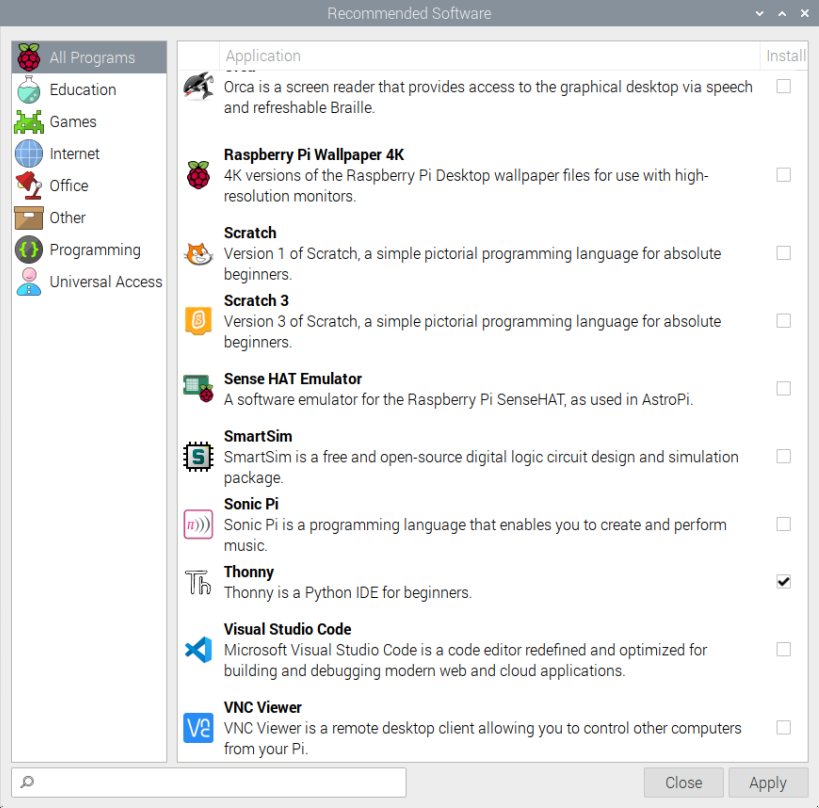 Recommended Software
All Programs
Education
Games
Internet
Office
Other
Programming
Universal Access
Application
Install
Orca
Orca is a screen reader that provides access to the graphical desktop via speech
and refreshable Braille.
Raspberry Pi Wallpaper 4K
4K versions of the Raspberry Pi Desktop wallpaper files for use with high-
resolution monitors.
Scratch
Version 1 of Scratch, a simple pictorial programming language for absolute
beginners.
Scratch 3
Version 3 of Scratch, a simple pictorial programming language for absolute
beginners.
Sense HAT Emulator
A software emulator for the Raspberry Pi SenseHAT, as used in AstroPi.
S
SmartSim
SmartSim is a free and open-source digital logic circuit design and simulation
package.
π)))
Sonic Pi
Sonic Pi is a programming language that enables you to create and perform
music.
Th
Thonny
Thonny is a Python IDE for beginners.
Visual Studio Code
Microsoft Visual Studio Code is a code editor redefined and optimized for
building and debugging modern web and cloud applications.
VNC Viewer
VNC Viewer is a remote desktop client allowing you to control other computers
from your Pi.
Close
Apply